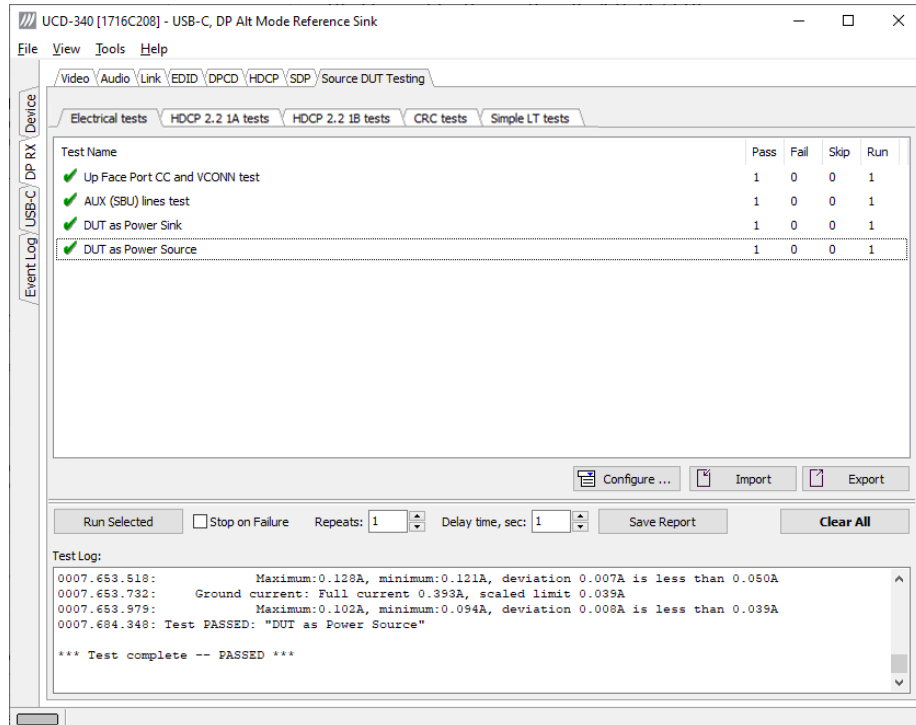 UCD-340 [1716C208] - USB-C, DP Alt Mode Reference Sink
File View Tools Help
Video Audio Link EDID DPCD HDCP SDP Source DUT Testing
Device
DP RX
USB-C
Event Log
Electrical tests HDCP 2.2 1A tests HDCP 2.2 1B tests CRC tests Simple LT tests
Test Name Pass Fail Skip Run
Up Face Port CC and VCONN test 1 0 0 1
AUX (SBU) lines test 1 0 0 1
DUT as Power Sink 1 0 0 1
DUT as Power Source 1 0 0 1
Configure ... Import Export
Run Selected Stop on Failure Repeats: 1 Delay time, sec: 1 Save Report Clear All
Test Log:
0007.653.518: Maximum:0.128A, minimum:0.121A, deviation 0.007A is less than 0.050A
0007.653.732: Ground current: Full current 0.393A, scaled limit 0.039A
0007.653.979: Maximum:0.102A, minimum:0.094A, deviation 0.008A is less than 0.039A
0007.684.348: Test PASSED: "DUT as Power Source"
*** Test complete -- PASSED ***